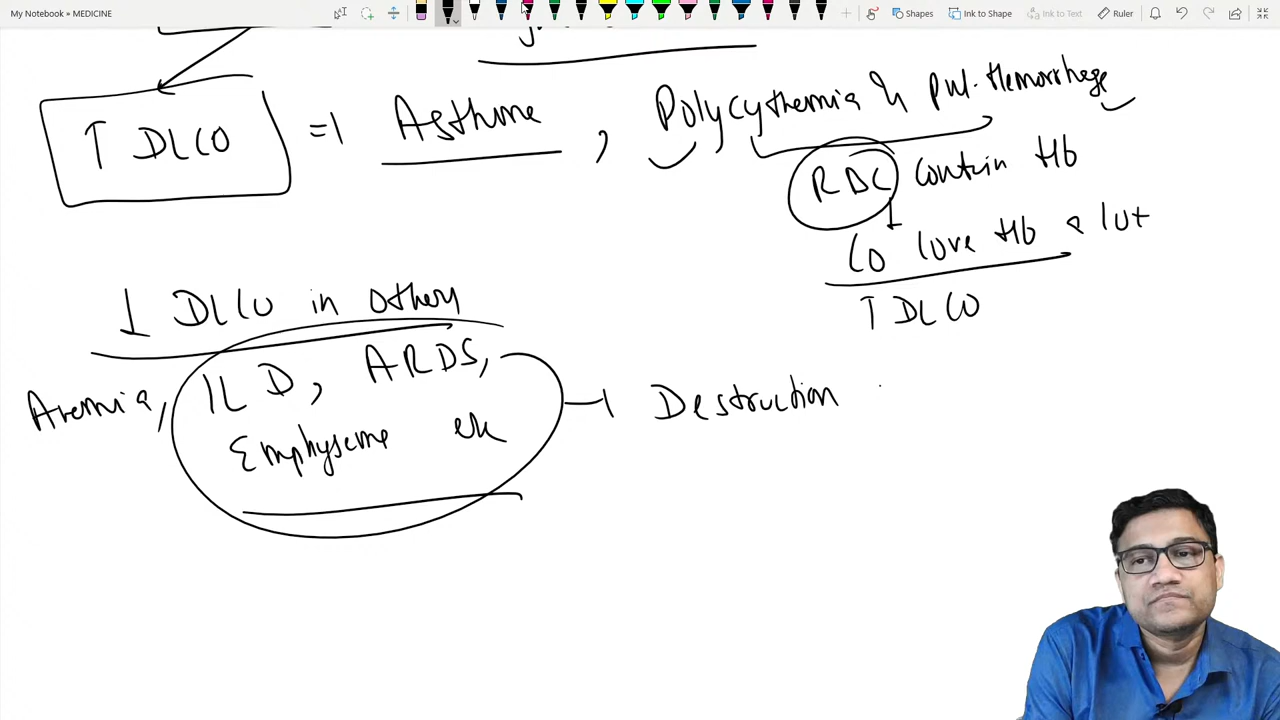 My Notebook » MEDICINE
Shapes
Ink to Shape
Ink to Text
Ruler
↑ DLCO ⇒ Asthma, Polycythemia & Pul. Hemorrhage
RBC contain Hb
↓
CO love Hb a lot
↑ DLCO
↓ DLCO in others
Anemia, ILD, ARDS,
Emphysema etc
→ Destruction